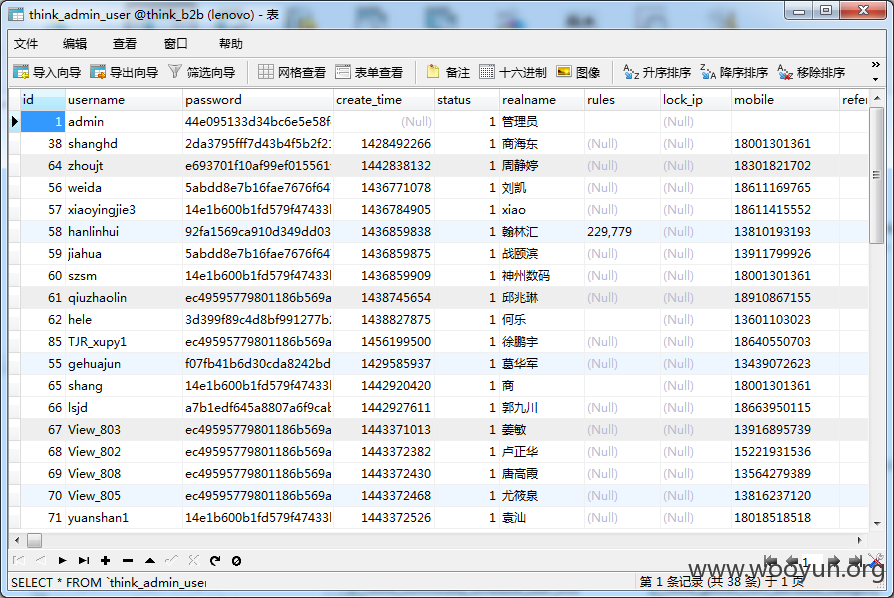 think_admin_user @think_b2b (lenovo) - 表
文件 编辑 查看 窗口 帮助
导入向导 导出向导 筛选向导 网格查看 表单查看 备注 十六进制 图像 升序排序 降序排序 移除排序
id username password create_time status realname rules lock_ip mobile refer
1 admin 44e095133d34bc6e5e58f (Null) 1 管理员 (Null)
38 shanghd 2da3795fff7d43b4f5b2f2 1428492266 1 商海东 (Null) (Null) 18001301361
64 zhoujt e693701f10af99ef015561 1442838132 1 周静婷 (Null) (Null) 18301821702
56 weida 5abdd8e7b16fae7676f64 1436771078 1 刘凯 (Null) (Null) 18611169765
57 xiaoyingjie3 14e1b600b1fd579f47433 1436784905 1 xiao (Null) (Null) 18611415552
58 hanlinhui 92fa1569ca910d349dd03 1436859838 1 翰林汇 229,779 (Null) 13810193193
59 jiahua 5abdd8e7b16fae7676f64 1436859875 1 战颐滨 (Null) (Null) 13911799926
60 szsm 14e1b600b1fd579f47433 1436859909 1 神州数码 (Null) (Null) 18001301361
61 qiuzhaolin ec49595779801186b569a 1438745654 1 邱兆琳 (Null) (Null) 18910867155
62 hele 3d399f89c4d8bf991277b 1438827875 1 何乐 (Null) 13601103023
85 TJR_xupy1 ec49595779801186b569a 1456199500 1 徐鹏宇 (Null) (Null) 18640550703
55 gehuajun f07fb41b6d30cda8242bd 1429585937 1 葛华军 (Null) (Null) 13439072623
65 shang 14e1b600b1fd579f47433 1442920420 1 商 (Null) 18001301361
66 lsjd a7b1edf645a8807a6f9cab 1442927611 1 郭九川 (Null) (Null) 18663950115
67 View_803 ec49595779801186b569a 1443371013 1 姜敏 (Null) (Null) 13916895739
68 View_802 ec49595779801186b569a 1443372382 1 卢正华 (Null) (Null) 15221931536
69 View_808 ec49595779801186b569a 1443372430 1 唐高霞 (Null) (Null) 13564279389
70 View_805 ec49595779801186b569a 1443372468 1 尤筱泉 (Null) (Null) 13816237120
71 yuanshan1 14e1b600b1fd579f47433 1443372526 1 袁汕 (Null) (Null) 18018518518
1
www.wooyun.org
SELECT * FROM `think_admin_user 第 1 条记录 (共 38 条) 于 1 页